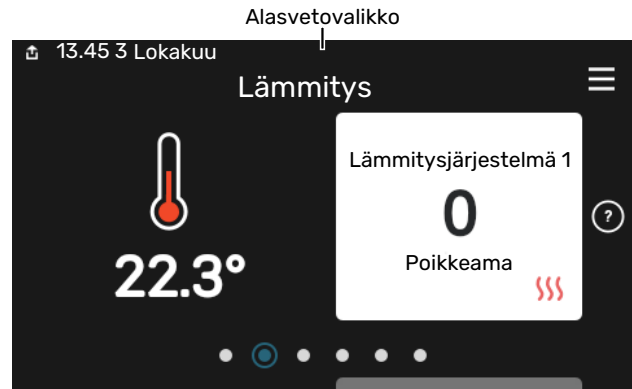 Alasvetovalikko
13.45 3 Lokakuu
Lämmitys
Lämmitysjärjestelmä 1
0
Poikkeama
22.3°
?